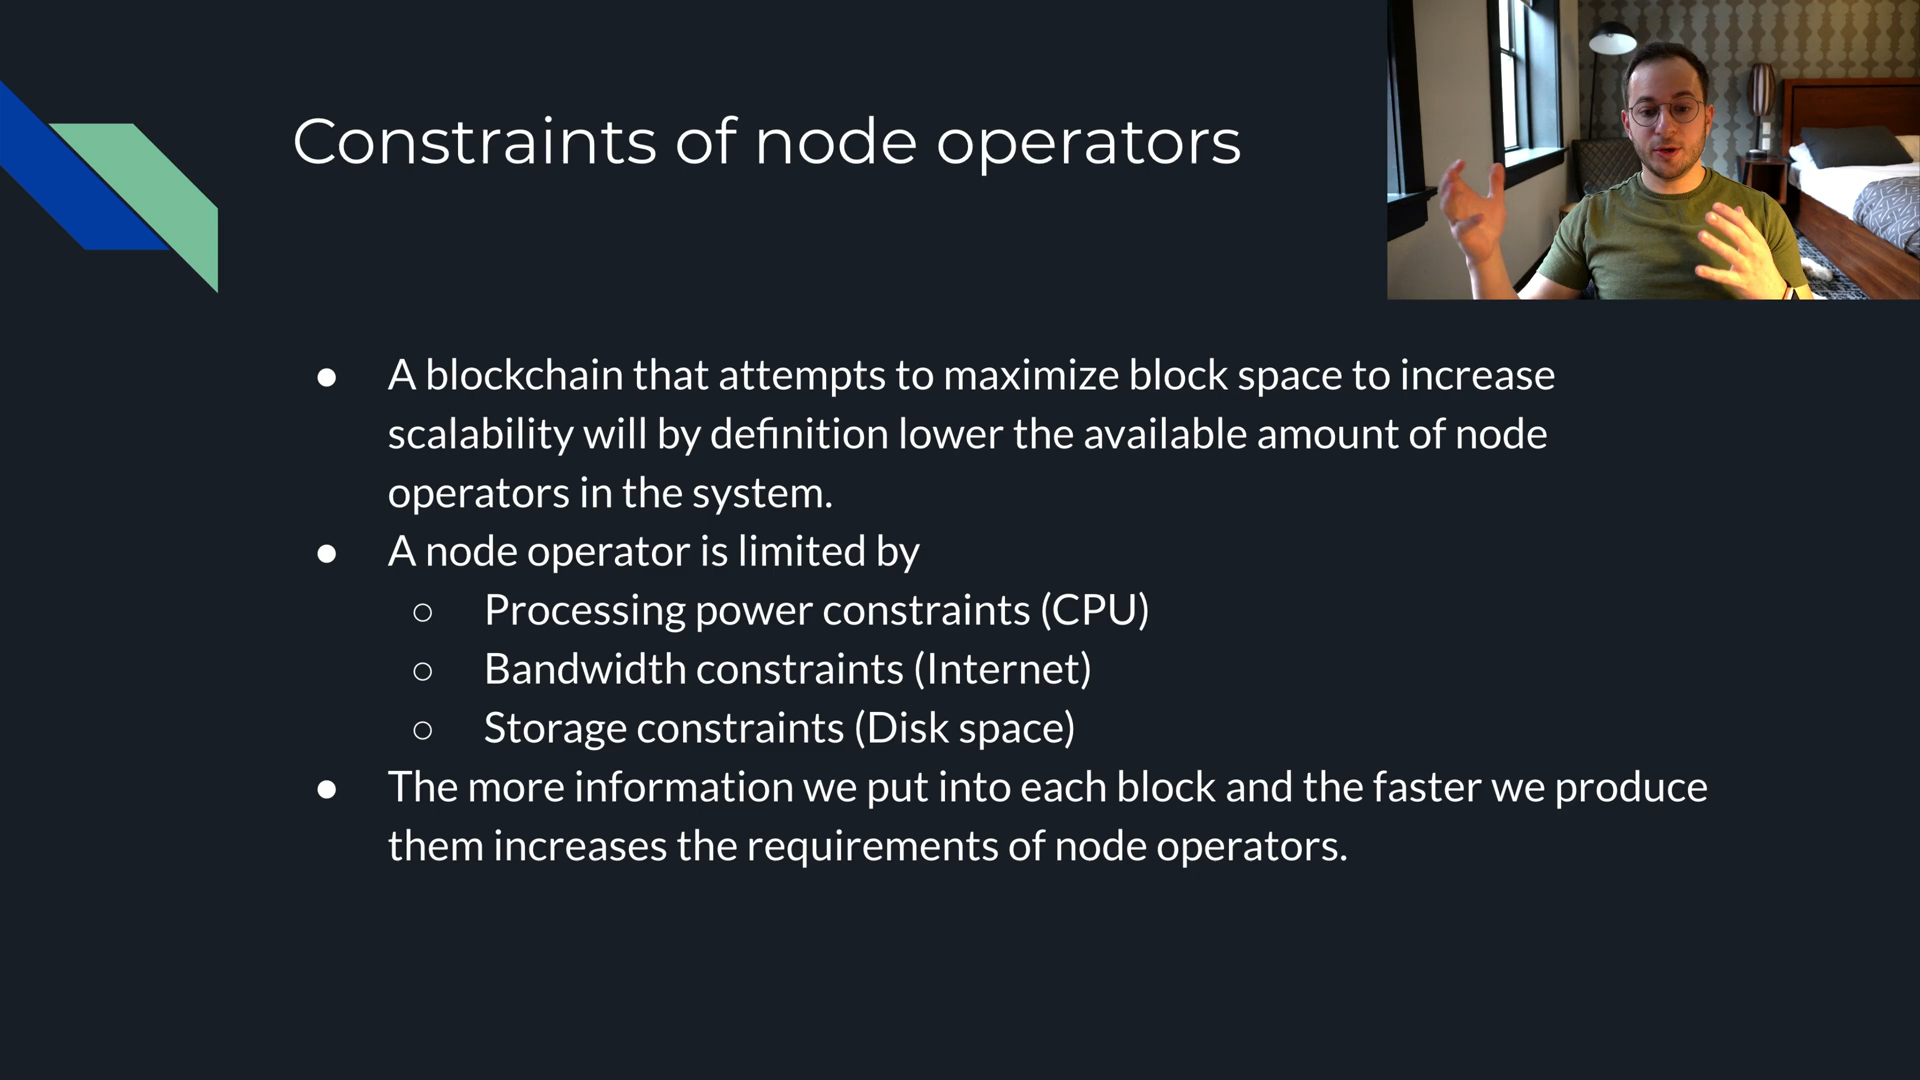 Constraints of node operators
● A blockchain that attempts to maximize block space to increase
scalability will by definition lower the available amount of node
operators in the system.
● A node operator is limited by
○ Processing power constraints (CPU)
○ Bandwidth constraints (Internet)
○ Storage constraints (Disk space)
● The more information we put into each block and the faster we produce
them increases the requirements of node operators.